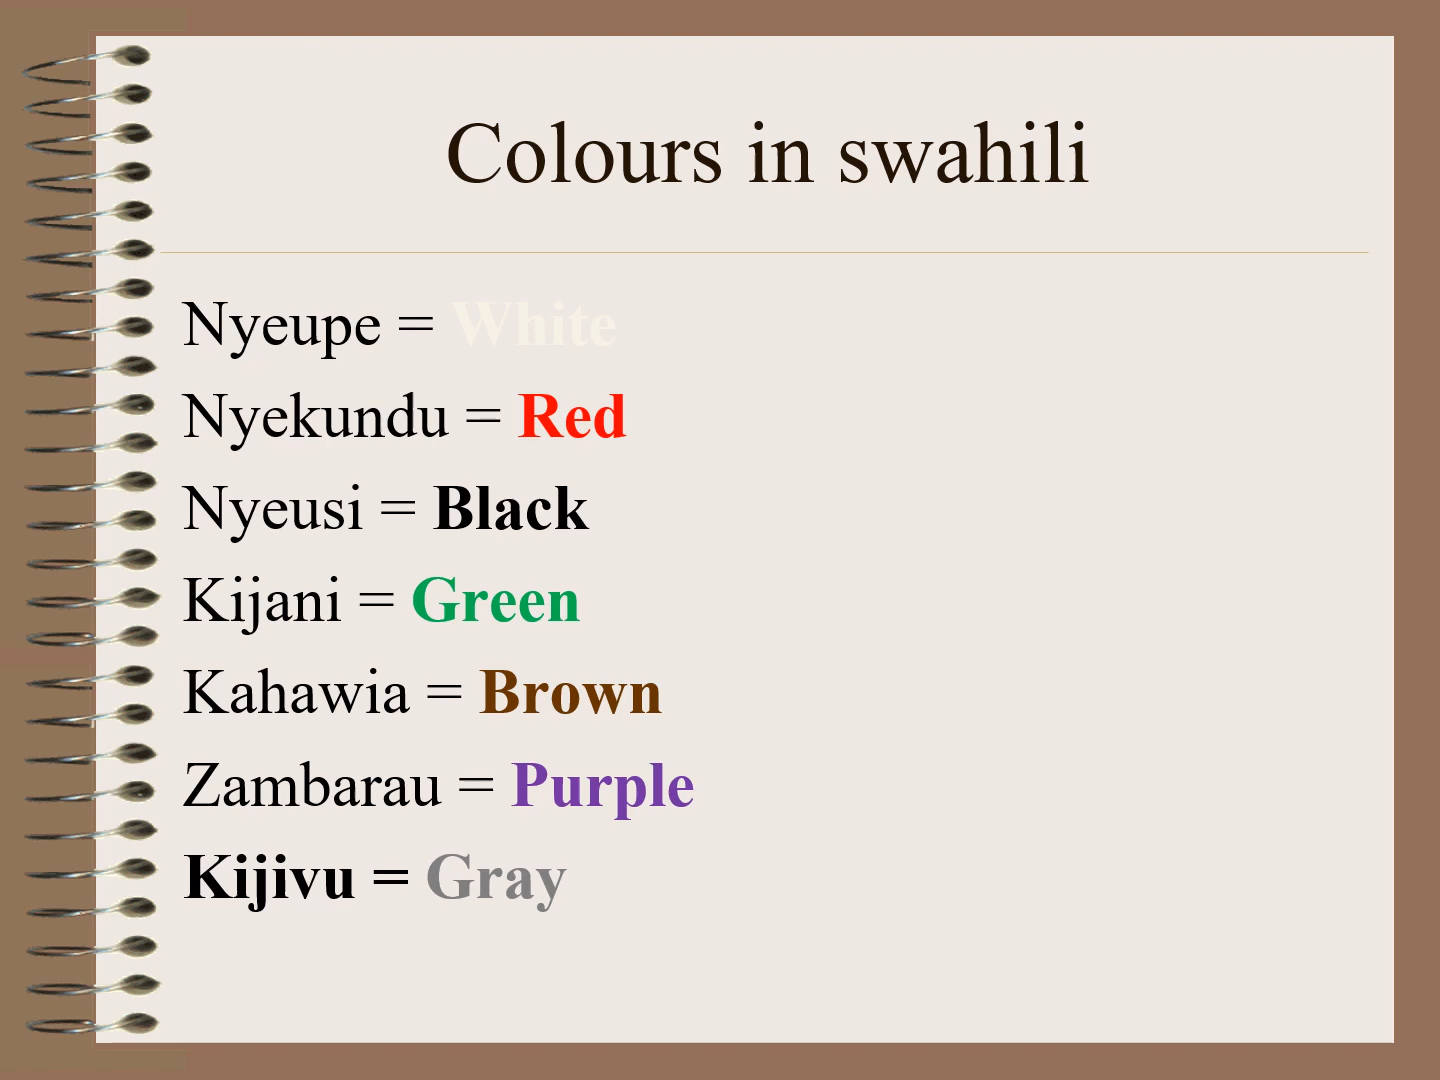 Colours in swahili
Nyeupe = White
Nyekundu = Red
Nyeusi = Black
Kijani = Green
Kahawia = Brown
Zambarau = Purple
Kijivu = Gray